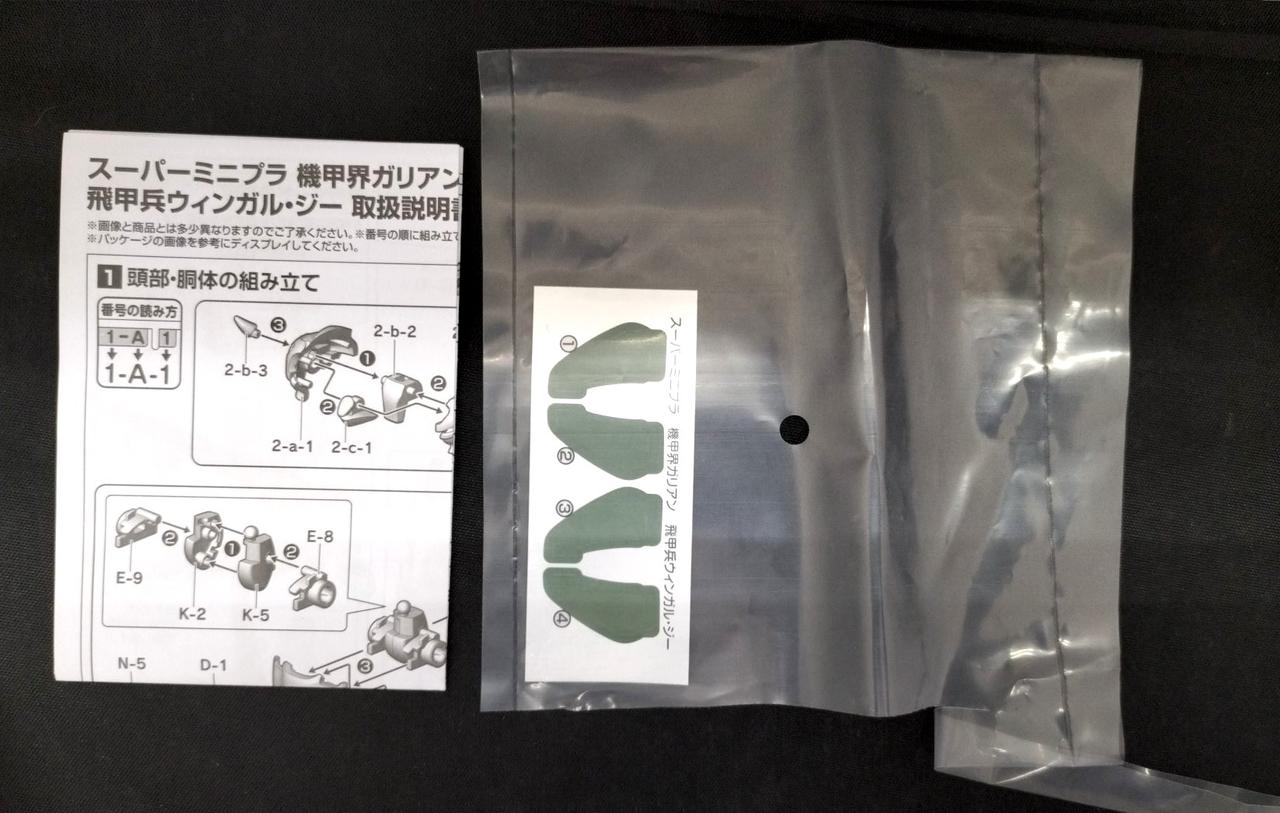 スーパーミニプラ 機甲界ガリアン
飛甲兵ウィンガル・ジー 取扱説明書
※画像と商品とは多少異なりますのでご了承ください。※番号の順に組み立て
※パッケージの画像を参考にディスプレイしてください。
1 頭部・胴体の組み立て
番号の読み方
1-A 1
1-A-1
③
2-b-2
2-b-3
①
②
②
2-a-1
2-c-1
E-8
②
①
②
E-9
K-2
K-5
N-5
D-1
③
スーパーミニプラ 機甲界ガリアン 飛甲兵ウィンガル・ジー
①
②
③
④